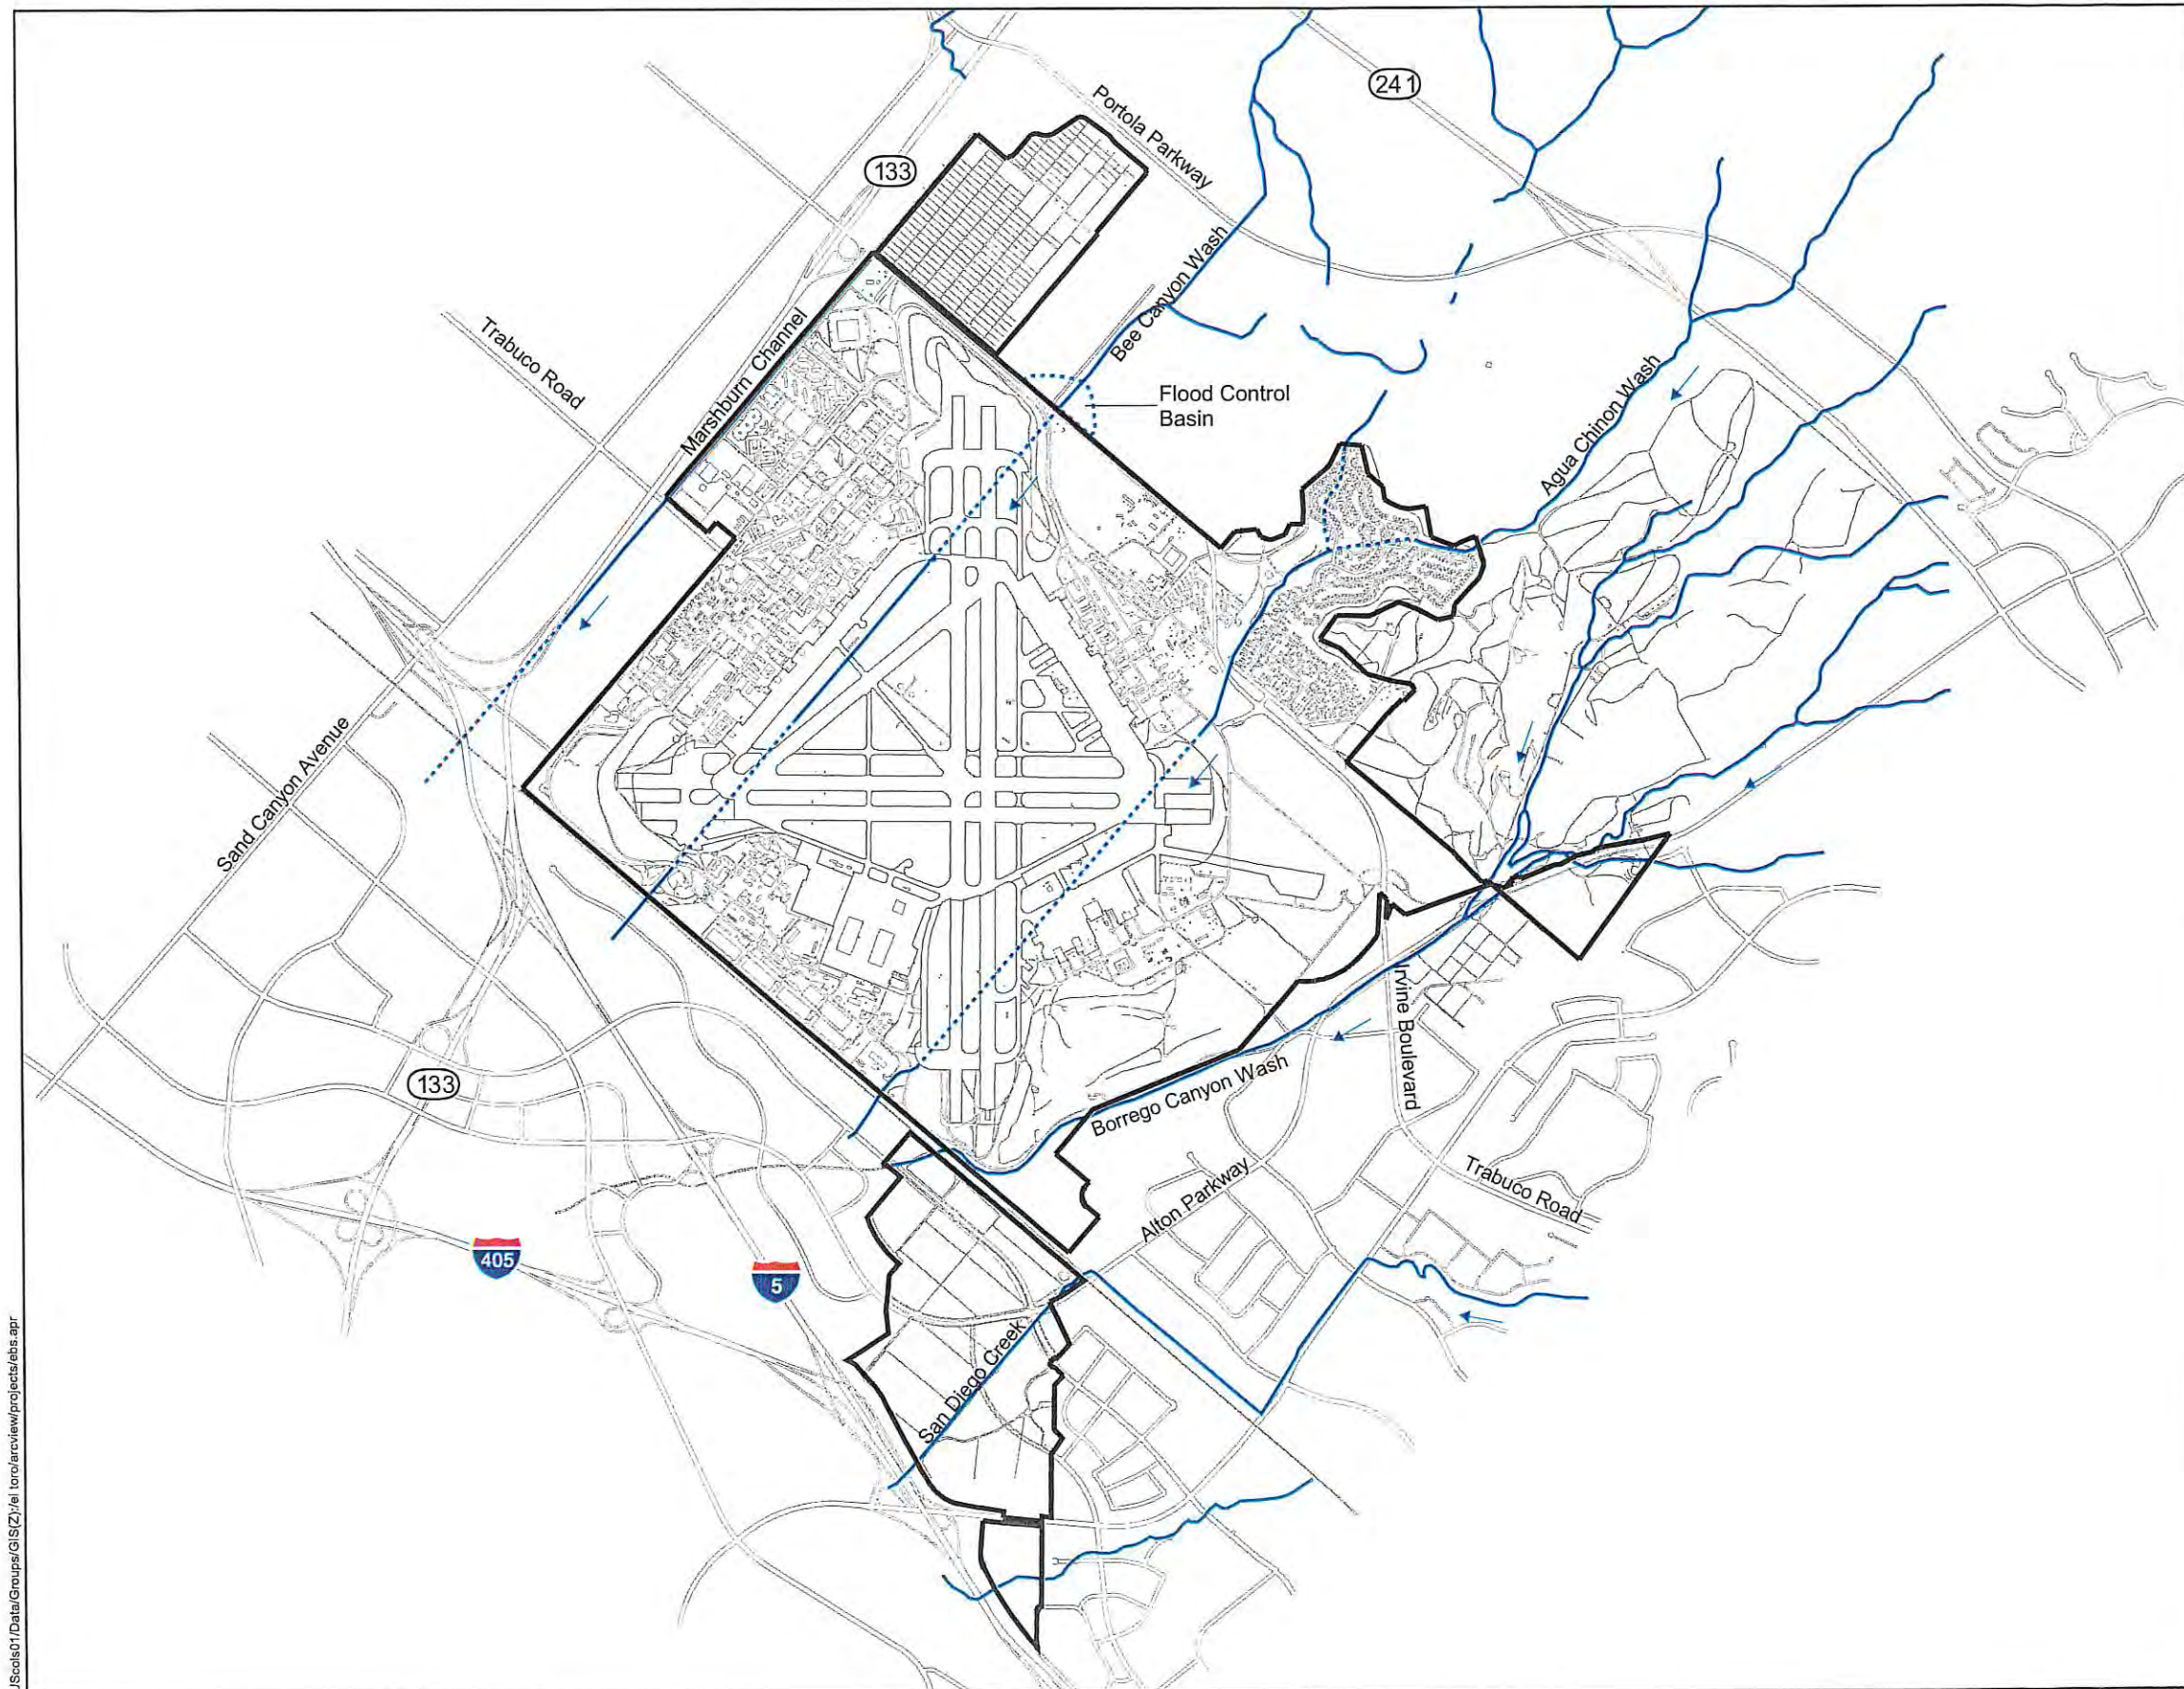 241
Portola Parkway
133
Bee Canyon Wash
Trabuco Road
Marshburn Channel
Flood Control
Basin
Agua Chinon Wash
Sand Canyon Avenue
Irvine Boulevard
133
Borrego Canyon Wash
Alton Parkway
Trabuco Road
405
5
San Diego Creek
UScols01/Data/Groups/GIS(Z):/el toro/arcview/projects/ebs.apr